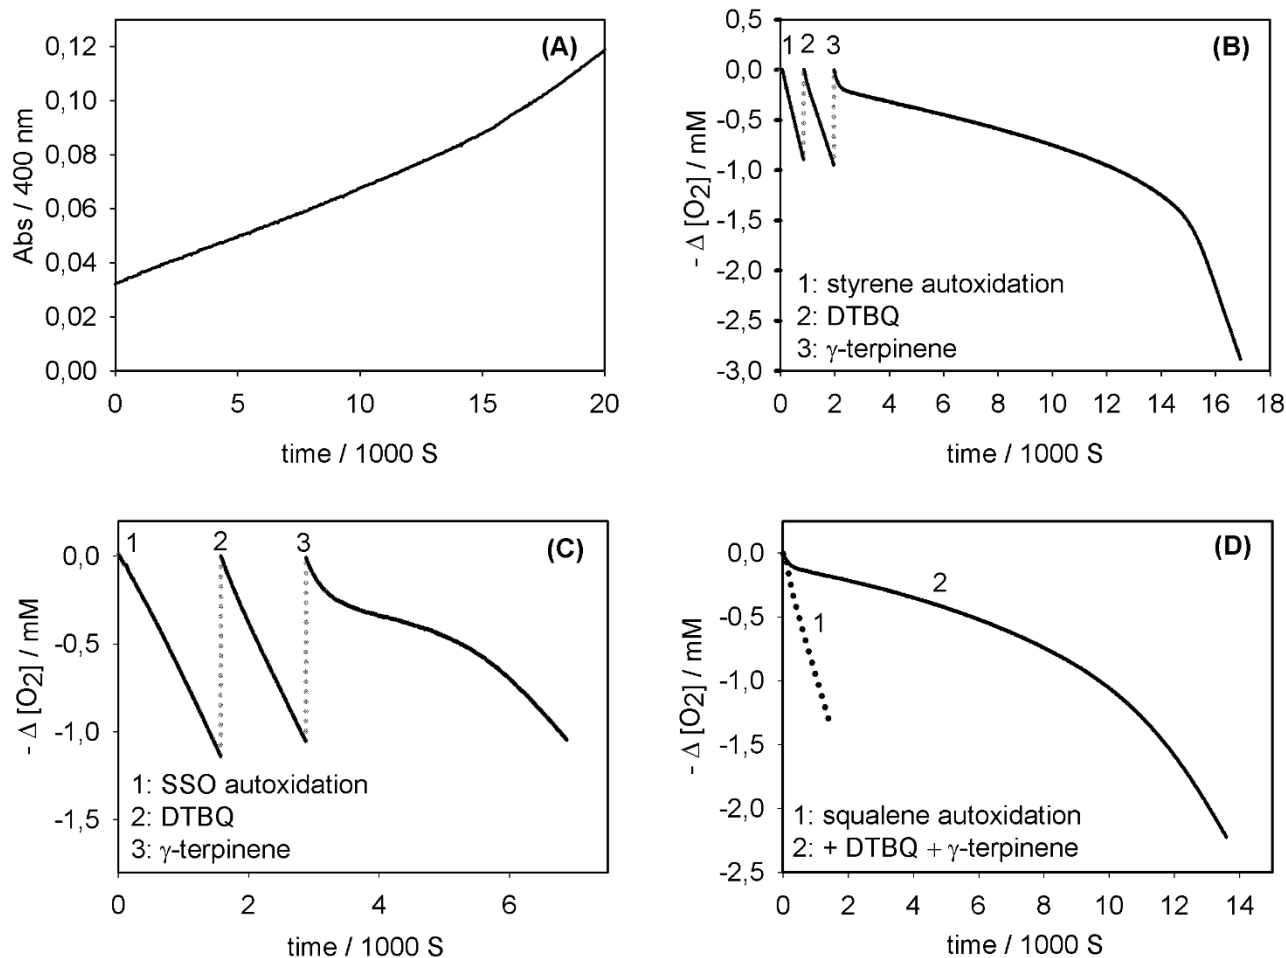 (A)
0,12
0,10
0,08
0,06
0,04
0,02
0,00
Abs / 400 nm
0 5 10 15 20
time / 1000 S
(B)
1 2 3
0,5
0,0
-0,5
-1,0
-1,5
-2,0
-2,5
-3,0
- Δ [O2] / mM
1: styrene autoxidation
2: DTBQ
3: γ-terpinene
0 2 4 6 8 10 12 14 16 18
time / 1000 S
(C)
1 2 3
0,0
-0,5
-1,0
-1,5
- Δ [O2] / mM
1: SSO autoxidation
2: DTBQ
3: γ-terpinene
0 2 4 6
time / 1000 S
(D)
0,0
-0,5
-1,0
-1,5
-2,0
-2,5
- Δ [O2] / mM
2
1
1: squalene autoxidation
2: + DTBQ + γ-terpinene
0 2 4 6 8 10 12 14
time / 1000 S